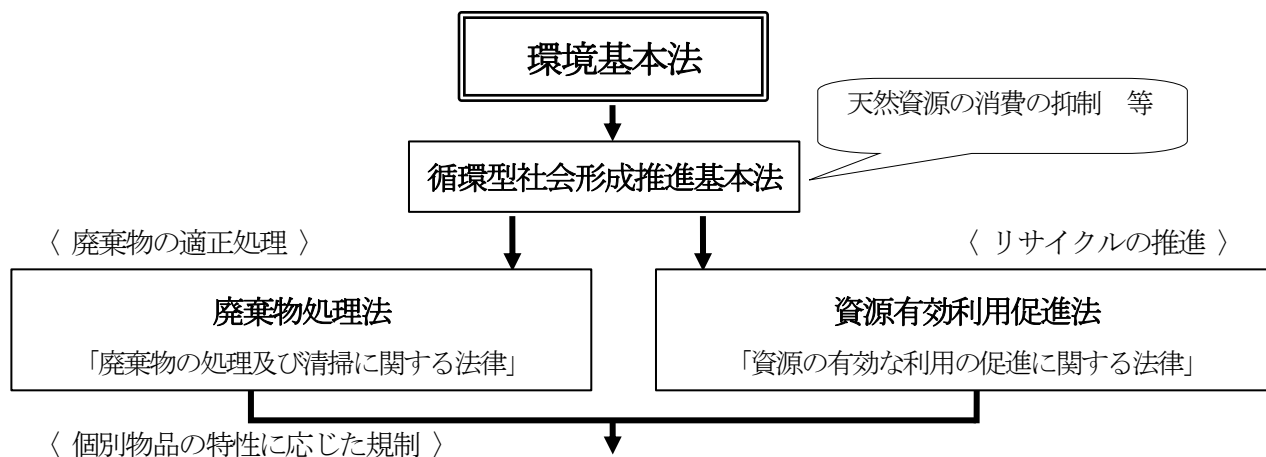 環境基本法
天然資源の消費の抑制　等
循環型社会形成推進基本法
〈 廃棄物の適正処理 〉
〈 リサイクルの推進 〉
廃棄物処理法
「廃棄物の処理及び清掃に関する法律」
資源有効利用促進法
「資源の有効な利用の促進に関する法律」
〈 個別物品の特性に応じた規制 〉